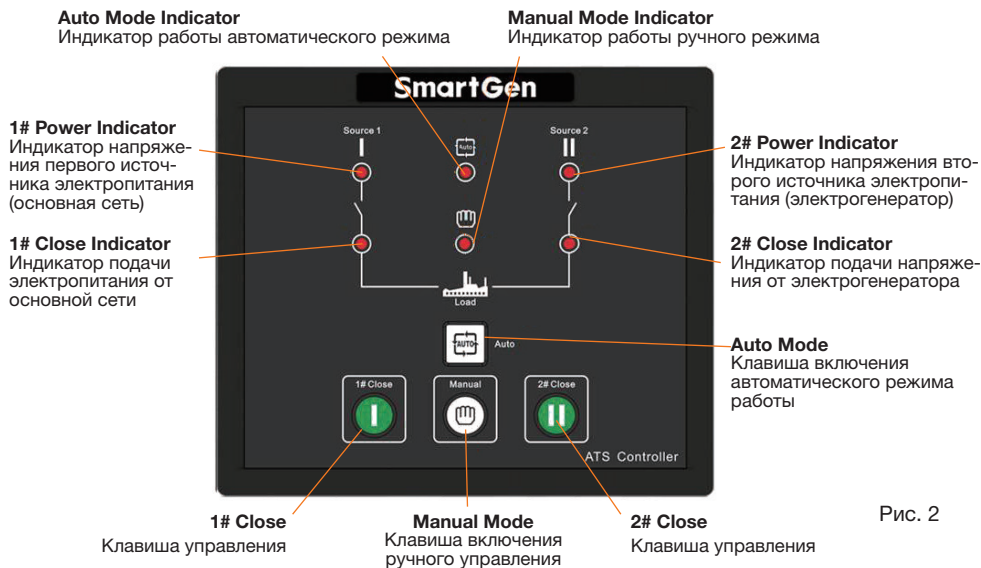 Auto Mode Indicator
Индикатор работы автоматического режима
Manual Mode Indicator
Индикатор работы ручного режима
SmartGen
1# Power Indicator
Индикатор напряже-
ния первого источ-
ника электропитания
(основная сеть)
Source 1
I
Auto
Source 2
II
2# Power Indicator
Индикатор напряжения вто-
рого источника электропи-
тания (электрогенератор)
1# Close Indicator
Индикатор подачи
электропитания от
основной сети
2# Close Indicator
Индикатор подачи напряже-
ния от электрогенератора
Load
AUTO
Auto
Auto Mode
Клавиша включения
автоматического режима
работы
1# Close
I
Manual
2# Close
II
ATS Controller
1# Close
Клавиша управления
Manual Mode
Клавиша включения
ручного управления
2# Close
Клавиша управления
Рис. 2